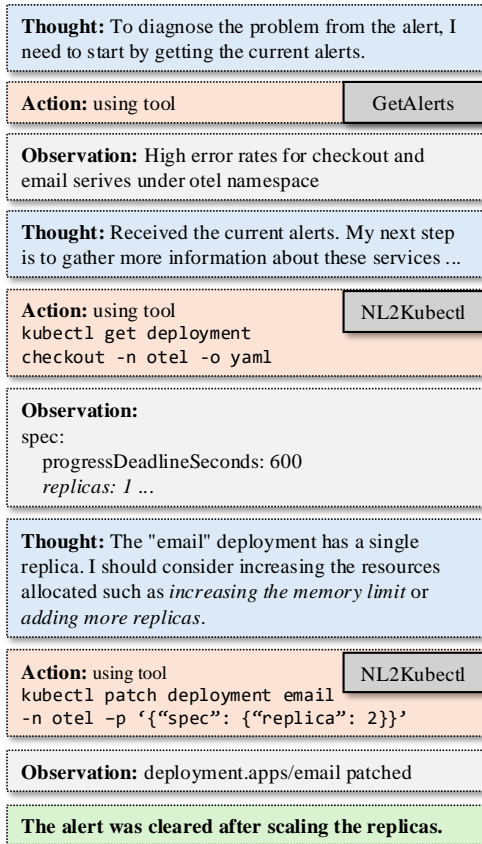 Thought: To diagnose the problem from the alert, I
need to start by getting the current alerts.
Action: using tool
GetAlerts
Observation: High error rates for checkout and
email serives under otel namespace
Thought: Received the current alerts. My next step
is to gather more information about these services ...
Action: using tool
NL2Kubectl
kubectl get deployment
checkout -n otel -o yaml
Observation:
spec:
progressDeadlineSeconds: 600
replicas: 1 ...
Thought: The "email" deployment has a single
replica. I should consider increasing the resources
allocated such as increasing the memory limit or
adding more replicas.
Action: using tool
NL2Kubectl
kubectl patch deployment email
-n otel –p ‘{“spec”: {“replica”: 2}}’
Observation: deployment.apps/email patched
The alert was cleared after scaling the replicas.